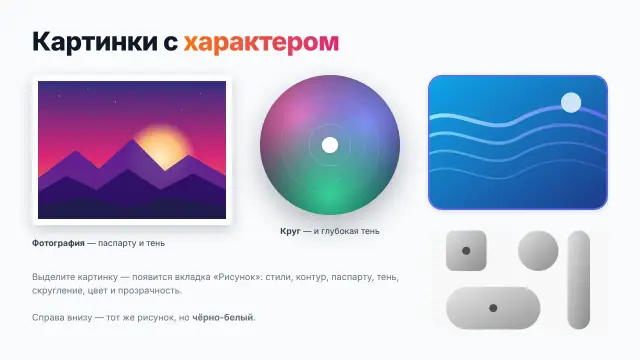 Картинки с характером
Фотография — паспарту и тень
Круг — и глубокая тень
Выделите картинку — появится вкладка «Рисунок»: стили, контур, паспарту, тень,
скругление, цвет и прозрачность.
Справа внизу — тот же рисунок, но чёрно-белый.